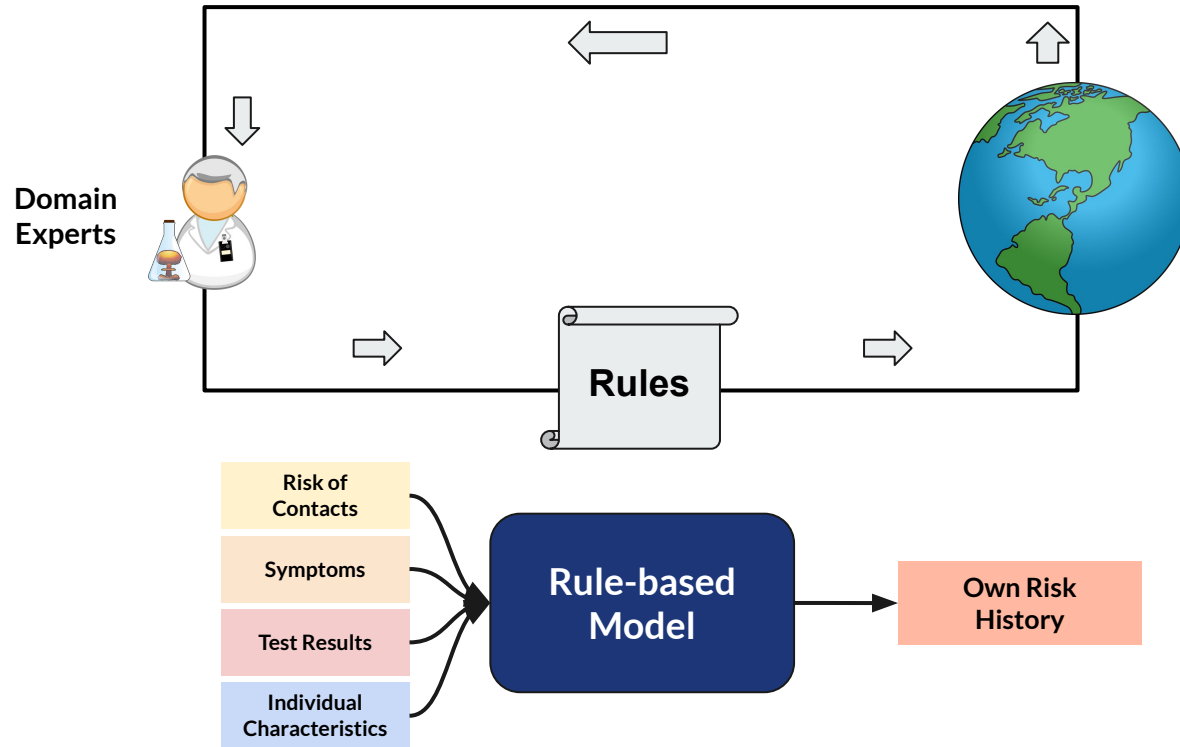 Domain
Experts
Rules
Risk of
Contacts
Symptoms
Test Results
Individual
Characteristics
Rule-based
Model
Own Risk
History